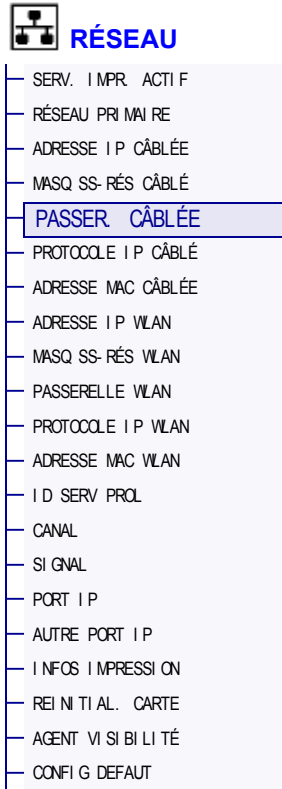 RÉSEAU
SERV. IMPR. ACTIF
RÉSEAU PRIMAIRE
ADRESSE IP CÂBLÉE
MASQ SS-RÉS CÂBLÉ
PASSER. CÂBLÉE
PROTOCOLE IP CÂBLÉ
ADRESSE MAC CÂBLÉE
ADRESSE IP WLAN
MASQ SS-RÉS WLAN
PASSERELLE WLAN
PROTOCOLE IP WLAN
ADRESSE MAC WLAN
ID SERV PROL
CANAL
SIGNAL
PORT IP
AUTRE PORT IP
INFOS IMPRESSION
REINITIAL. CARTE
AGENT VISIBILITÉ
CONFIG DEFAUT